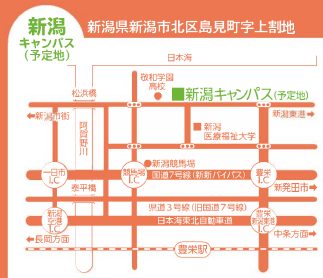 新潟
キャンパス
(予定地)
新潟県新潟市北区島見町字上割地
日本海
敬和学園
高校
松浜橋
■新潟キャンパス(予定地)
←新潟市街
新潟東港→
阿賀野川
■新潟
医療福祉大学
●新潟競馬場
一日市
I.C
競馬場
I.C
国道7号線(新新バイパス)
豊栄
I.C
新発田市→
泰平橋
県道3号線(旧国道7号線)
新潟
空港
I.C
日本海東北自動車道
豊栄
新潟東港
I.C
←長岡方面
中条方面→
豊栄駅